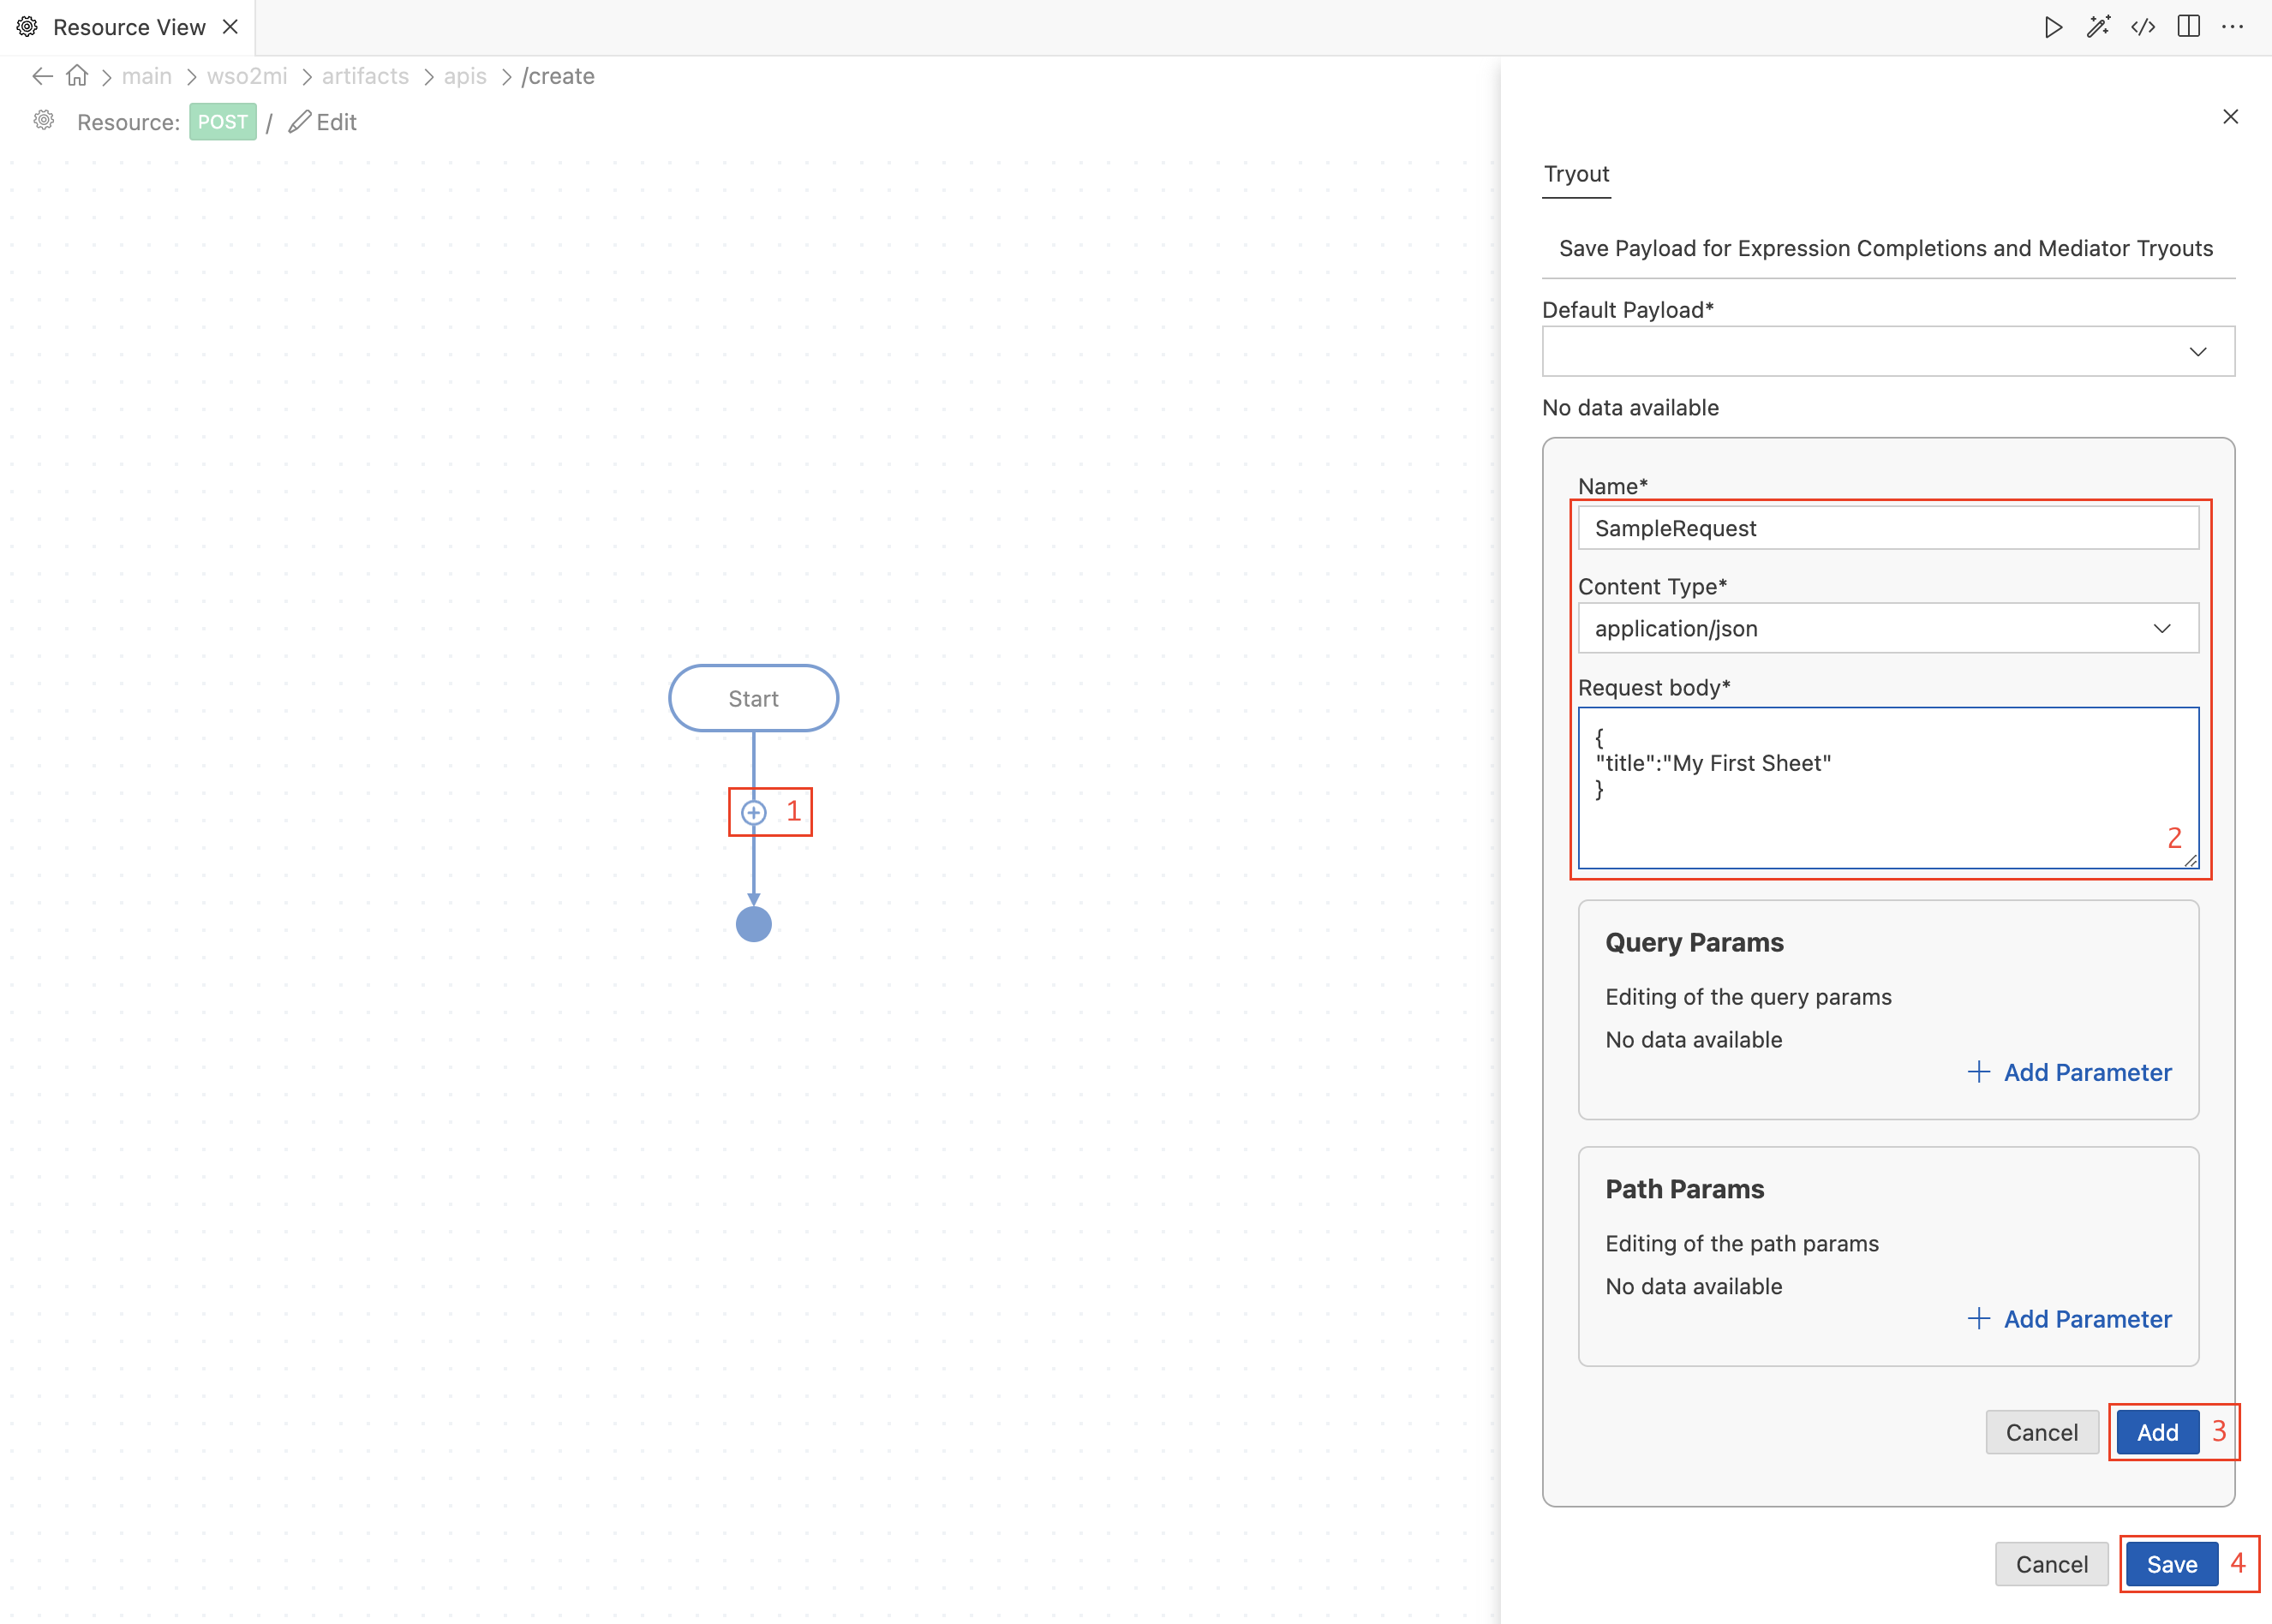 Resource View
main wso2mi artifacts apis /create
Resource: POST / Edit
Start
1
Tryout
Save Payload for Expression Completions and Mediator Tryouts
Default Payload*
No data available
Name*
SampleRequest
Content Type*
application/json
Request body*
{
"title":"My First Sheet"
}
2
Query Params
Editing of the query params
No data available
Add Parameter
Path Params
Editing of the path params
No data available
Add Parameter
Cancel Add 3
Cancel Save 4